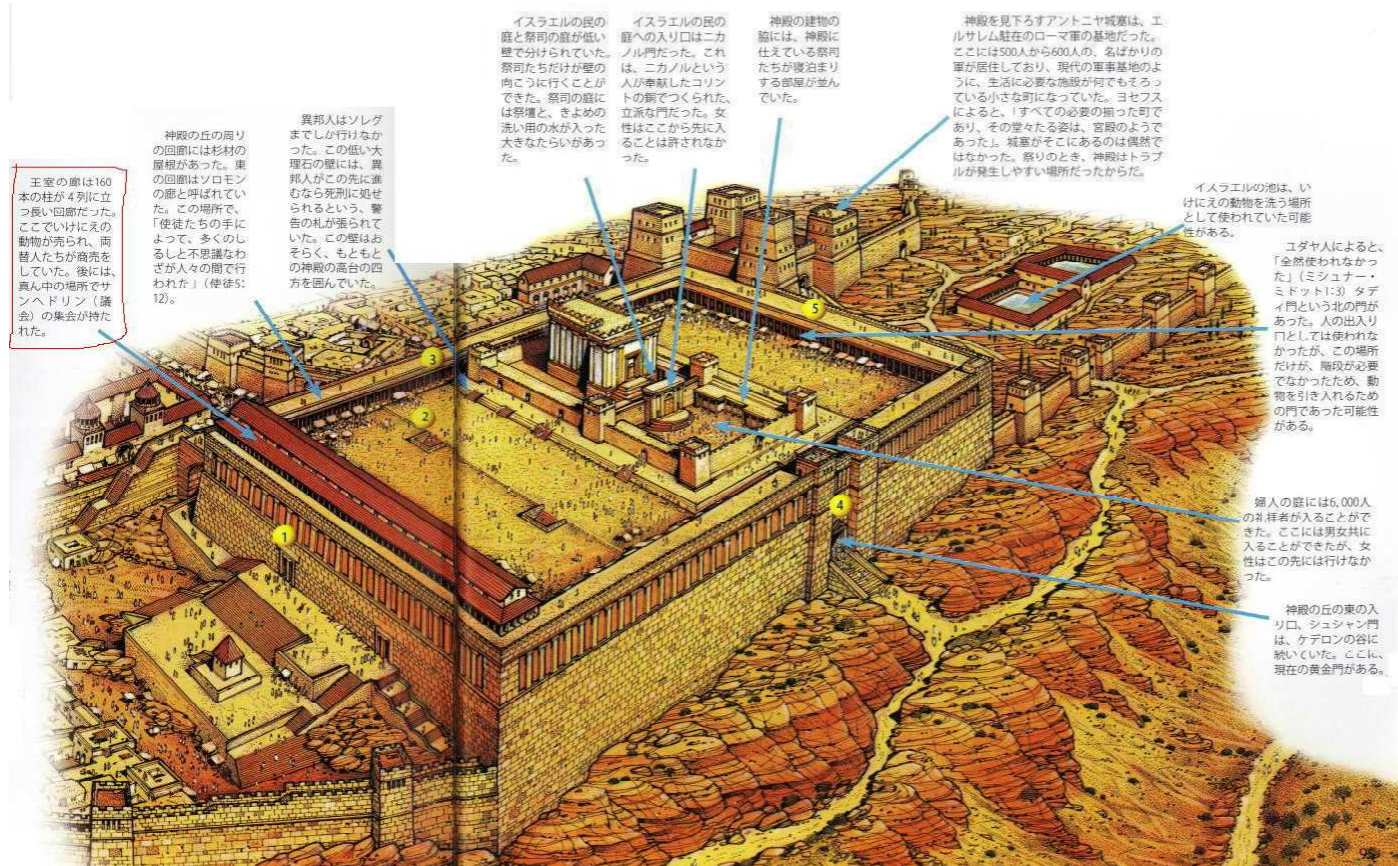 王室の廊は160
本の柱が4列に立
つ長い回廊だった。
ここでいけにえの
動物が売られ、両
替人たちが商売を
していた。後には、
真ん中の場所でサ
ンヘドリン（議
会）の集会が持た
れた。
神殿の丘の周り
の回廊には杉材の
屋根があった。東
の回廊はソロモン
の廊と呼ばれてい
た。この場所で、
「使徒たちの手に
よって、多くのし
るしと不思議なわ
ざが人々の間で行
われた」（使徒5:
12）。
異邦人はソレグ
までしか行けなか
った。この低い大
理石の壁には、異
邦人がこの先に進
むなら死刑に処せ
られるという、警
告の札が張られて
いた。この壁はお
そらく、もともと
の神殿の高台の四
方を囲んでいた。
イスラエルの民の
庭と祭司の庭が低い
壁で分けられていた。
祭司たちだけが壁の
向こうに行くことが
できた。祭司の庭に
は祭壇と、きよめの
洗い用の水が入った
大きなたらいがあっ
た。
イスラエルの民の
庭への入り口はニカ
ノル門だった。これ
は、ニカノルという
人が奉献したコリン
トの銅でつくられた、
立派な門だった。女
性はここから先に入
ることは許されなか
った。
神殿の建物の
脇には、神殿に
仕えている祭司
たちが寝泊まり
する部屋が並ん
でいた。
神殿を見下ろすアントニヤ城塞は、エ
ルサレム駐在のローマ軍の基地だった。
ここには500人から600人の、名ばかりの
軍が居住しており、現代の軍事基地のよ
うに、生活に必要な施設が何でもそろっ
ている小さな町になっていた。ヨセフス
によると、「すべての必要の揃った町で
あり、その堂々たる姿は、宮殿のようで
あった」。城塞がそこにあるのは偶然で
はなかった。祭りのとき、神殿はトラブ
ルが発生しやすい場所だったからだ。
イスラエルの池は、い
けにえの動物を洗う場所
として使われていた可能
性がある。
ユダヤ人によると、
「全然使われなかっ
た」（ミシュナー・
ミドット1:3）タデ
ィ門という北の門が
あった。人の出入り
口としては使われな
かったが、この場所
だけが、階段が必要
でなかったため、動
物を引き入れるため
の門であった可能性
がある。
婦人の庭には6,000人
の礼拝者が入ることがで
きた。ここには男女共に
入ることができたが、女
性はこの先には行けなか
った。
神殿の丘の東の入
り口、シュシャン門
は、ケデロンの谷に
続いていた。ここに、
現在の黄金門がある。
1
2
3
4
5